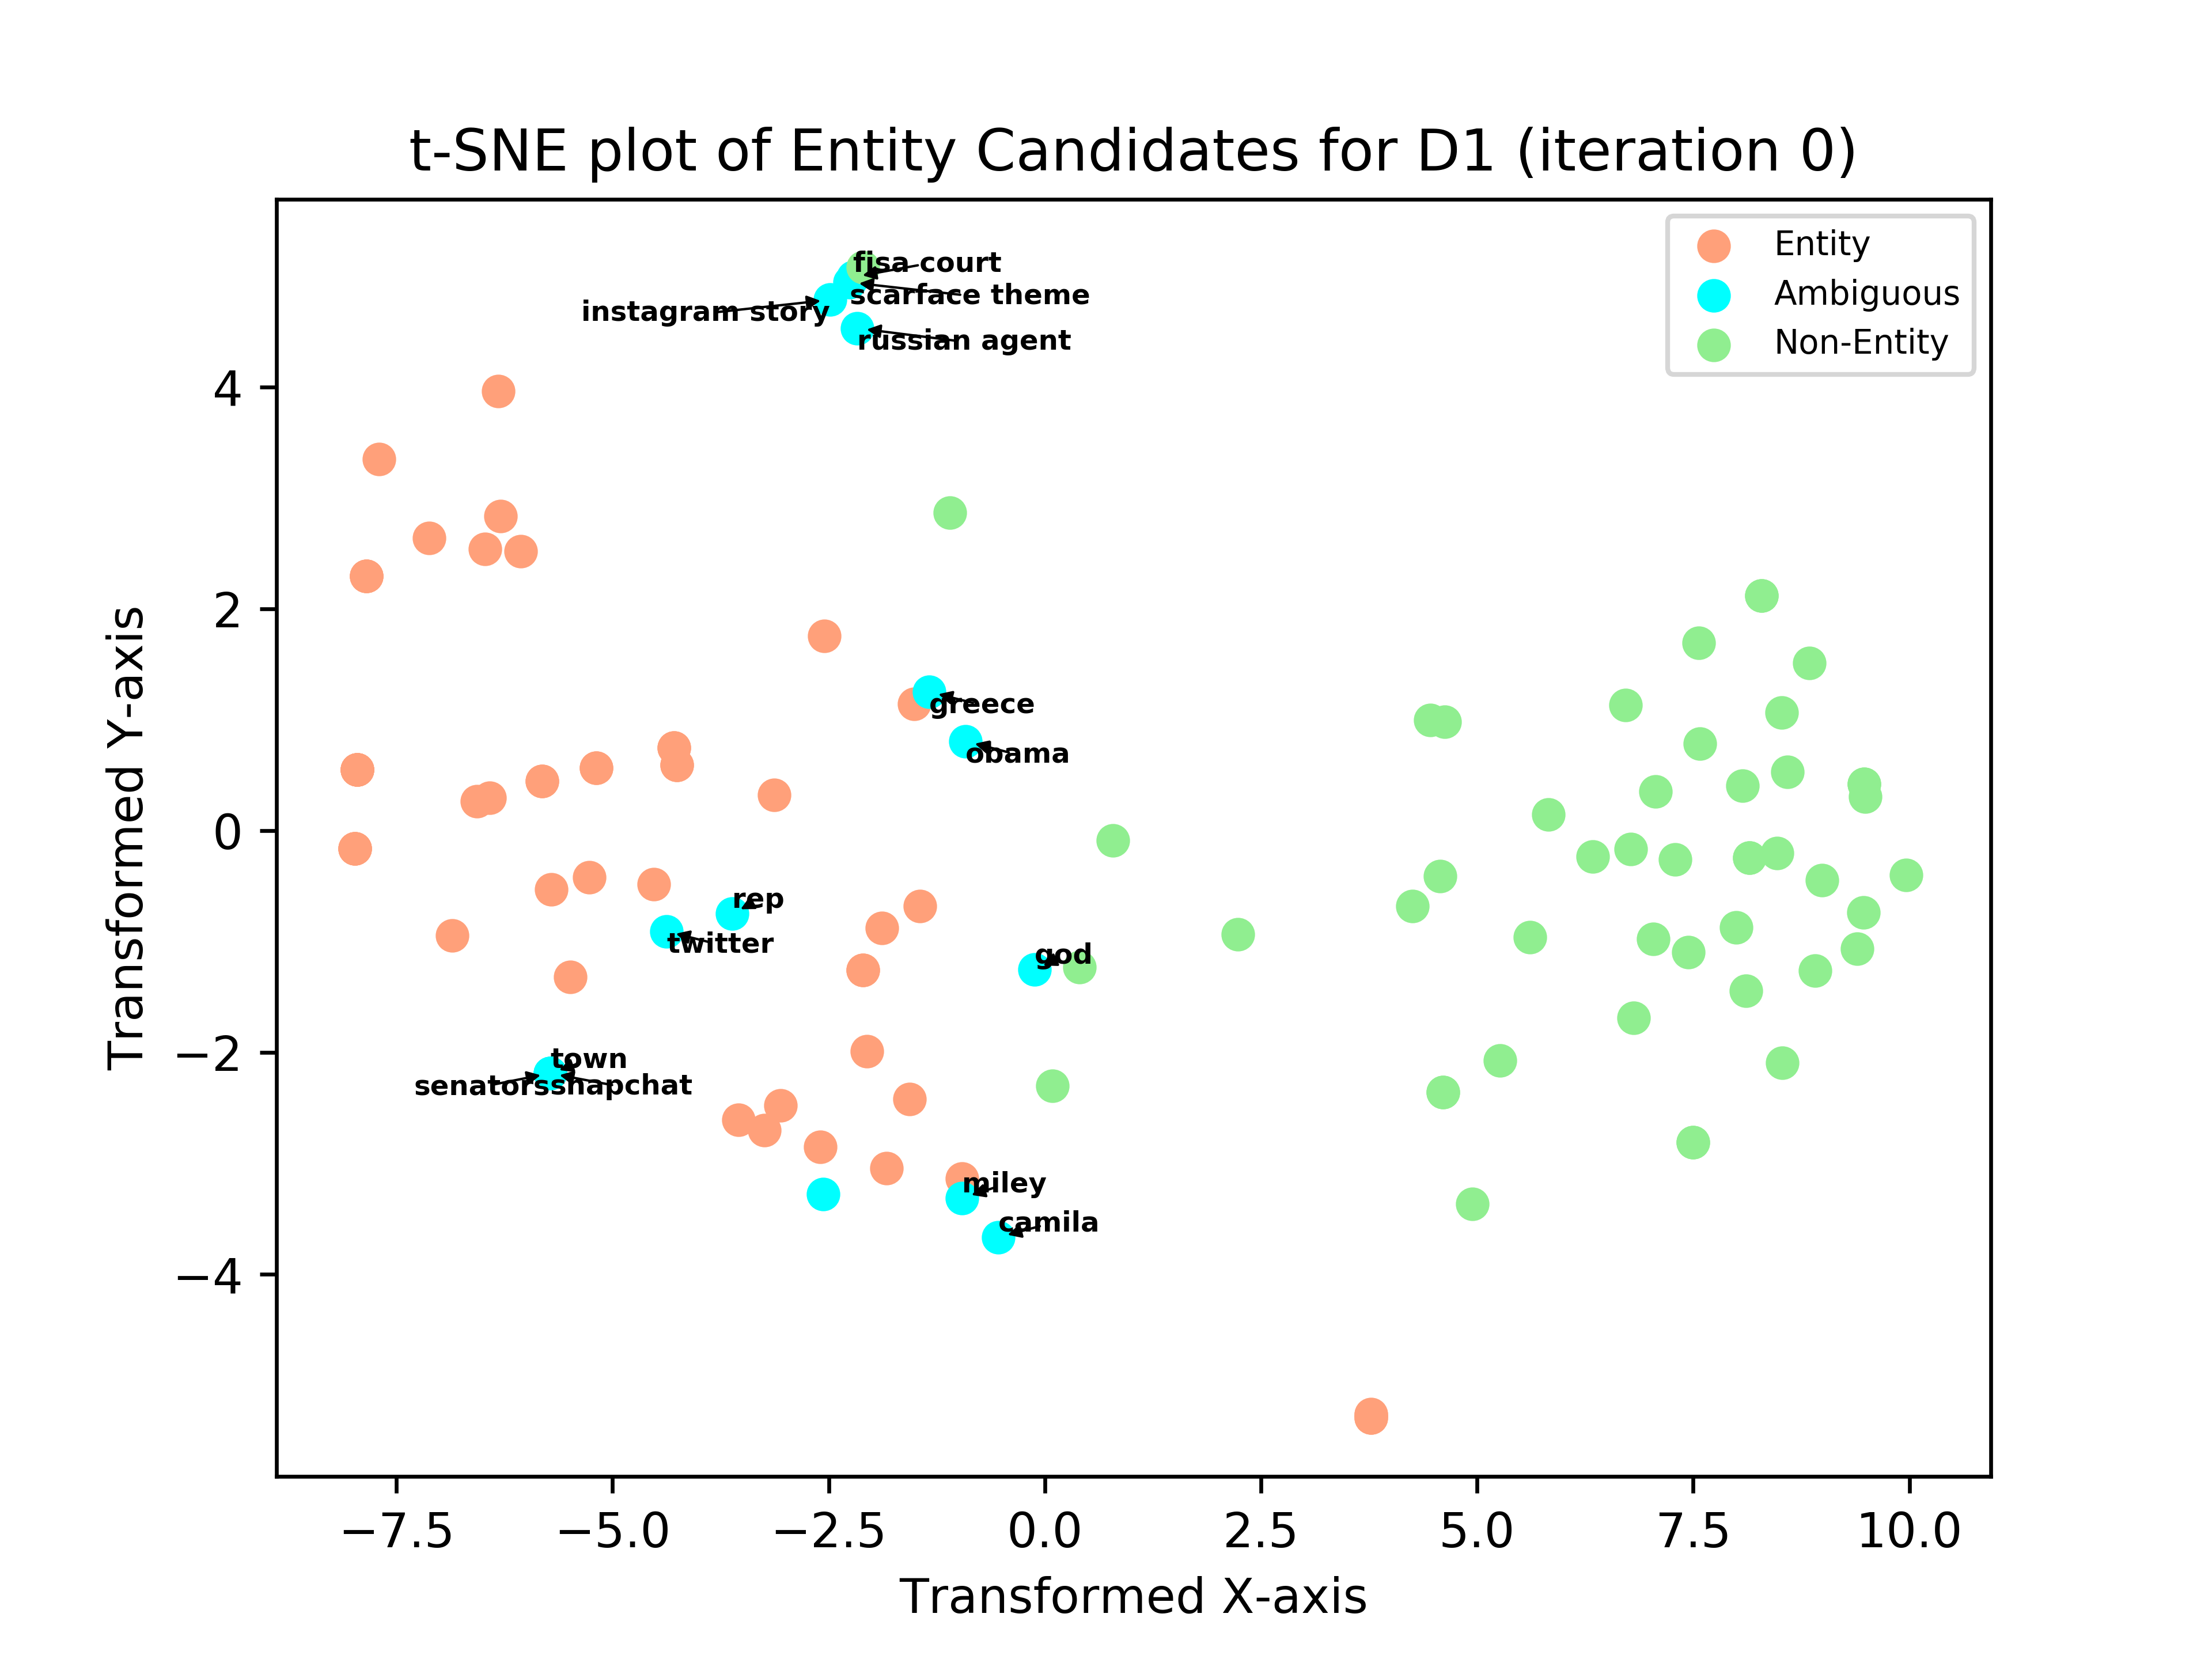 t-SNE plot of Entity Candidates for D1 (iteration 0)
Entity
Ambiguous
Non-Entity
fisa court
scarface theme
instagram story
russian agent
greece
obama
rep
twitter
god
town
senators
snapchat
miley
camila
4
2
0
−2
−4
Transformed Y-axis
−7.5
−5.0
−2.5
0.0
2.5
5.0
7.5
10.0
Transformed X-axis